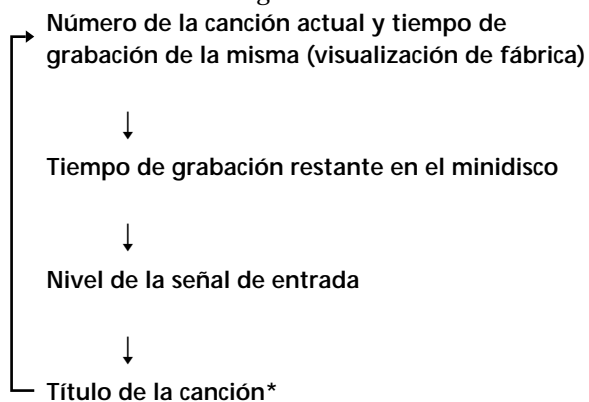 Número de la canción actual y tiempo de
grabación de la misma (visualización de fábrica)
Tiempo de grabación restante en el minidisco
Nivel de la señal de entrada
Título de la canción*